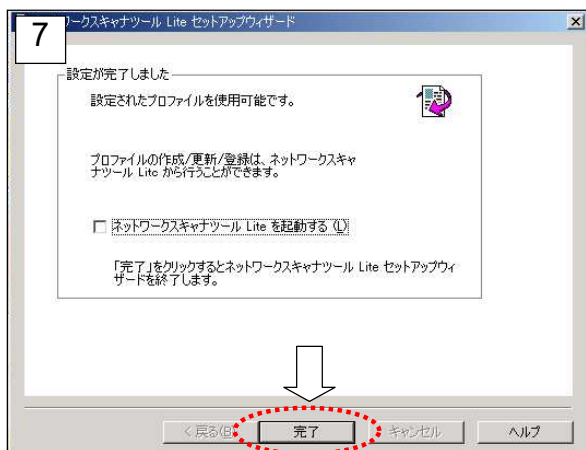 7
ークスキャナツール Lite セットアップウィザード
設定が完了しました
設定されたプロファイルを使用可能です。
プロファイルの作成/更新/登録は、ネットワークスキャ
ナツール Lite から行うことができます。
ネットワークスキャナツール Lite を起動する (L)
「完了」をクリックするとネットワークスキャナツール Lite セットアップウィ
ザードを終了します。
< 戻る(B) 完了 キャンセル ヘルプ